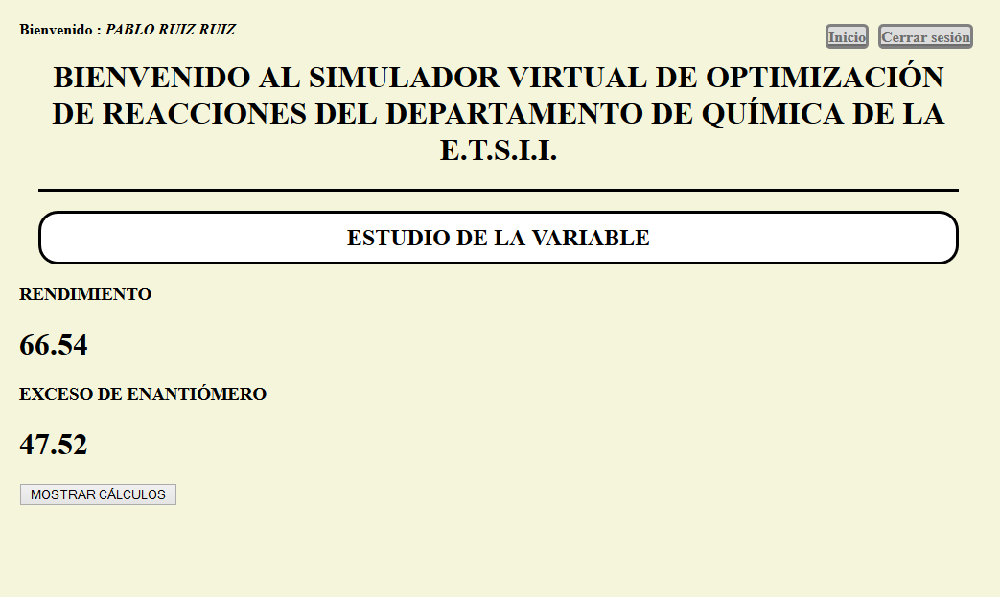 Bienvenido : PABLO RUIZ RUIZ
Inicio Cerrar sesión
BIENVENIDO AL SIMULADOR VIRTUAL DE OPTIMIZACIÓN
DE REACCIONES DEL DEPARTAMENTO DE QUÍMICA DE LA
E.T.S.I.I.
ESTUDIO DE LA VARIABLE
RENDIMIENTO
66.54
EXCESO DE ENANTIÓMERO
47.52
MOSTRAR CÁLCULOS